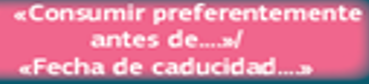 «Consumir preferentemente
antes de....»/
«Fecha de caducidad....»